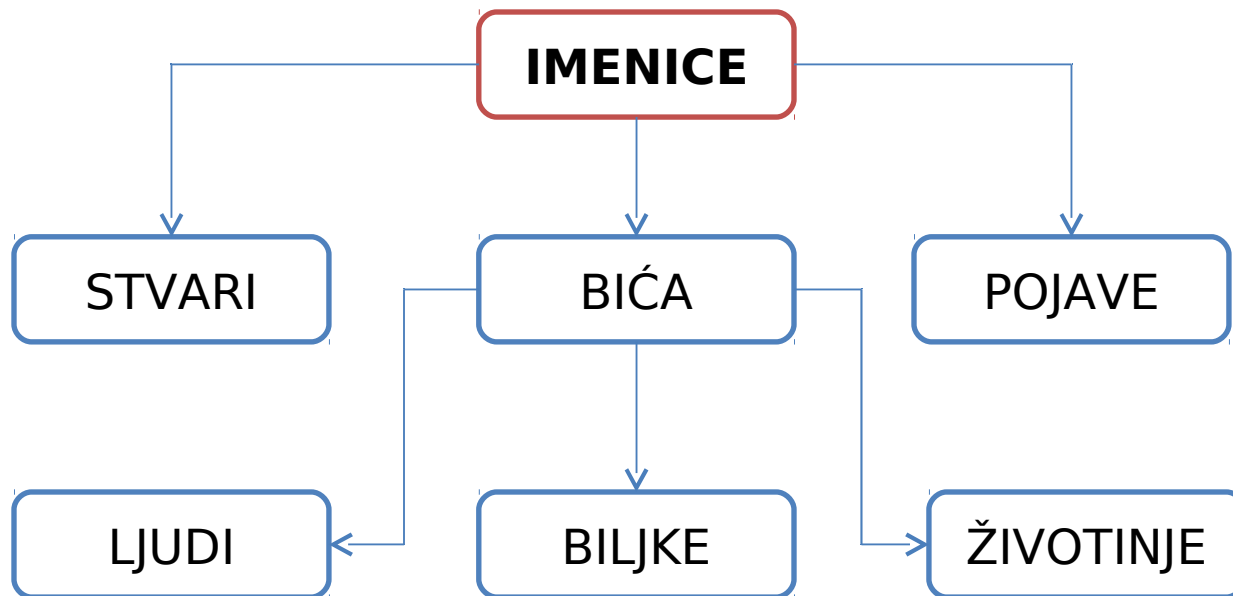 IMENICE
STVARI
BIĆA
POJAVE
LJUDI
BILJKE
ŽIVOTINJE